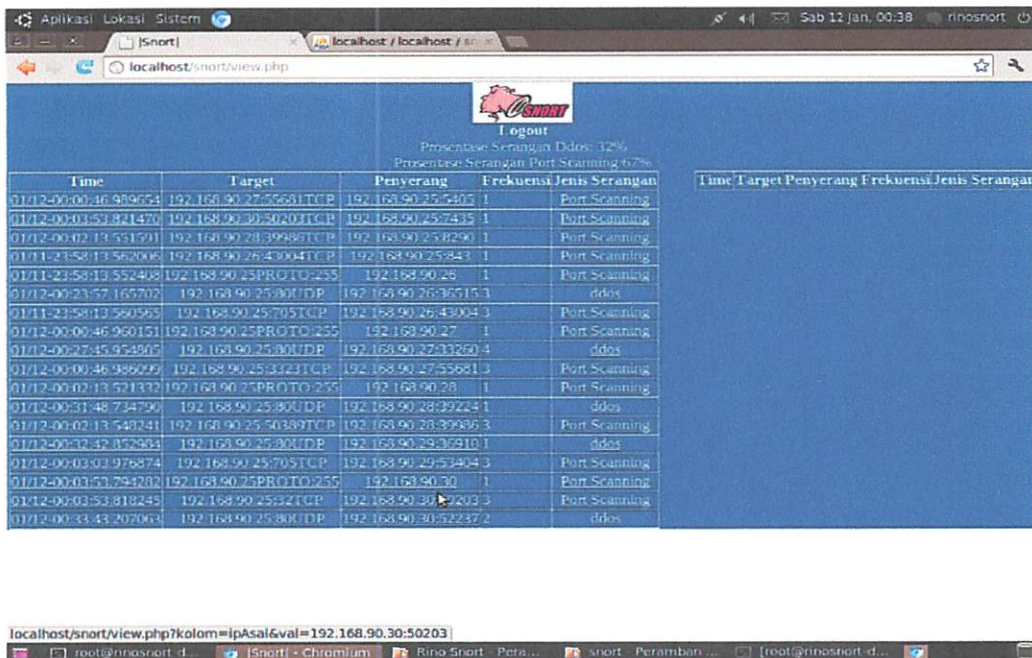 Aplikasi Lokasi Sistem Sab 12 Jan, 00:38 rinosnort
|Snort| localhost / localhost / sn
localhost/snort/view.php
SNORT
Logout
Prosentase Serangan Ddos: 32%
Prosentase Serangan Port Scanning 67%
Time Target Penyerang Frekuensi Jenis Serangan Time Target Penyerang Frekuensi Jenis Serangan
01/12-00:00:46.989654 192.168.90.27:55681TCP 192.168.90.25:5405 1 Port Scanning
01/12-00:03:53.821470 192.168.90.30:50203TCP 192.168.90.25:7435 1 Port Scanning
01/12-00:02:13.551591 192.168.90.28:39986TCP 192.168.90.25:8290 1 Port Scanning
01/11-23:58:13.562006 192.168.90.26:43004TCP 192.168.90.25:843 1 Port Scanning
01/11-23:58:13.552408 192.168.90.25PROTO:255 192.168.90.26 1 Port Scanning
01/12-00:23:57.165702 192.168.90.25:80UDP 192.168.90.26:36515 3 ddos
01/11-23:58:13.560565 192.168.90.25:705TCP 192.168.90.26:43004 3 Port Scanning
01/12-00:00:46.960151 192.168.90.25PROTO:255 192.168.90.27 1 Port Scanning
01/12-00:27:45.954865 192.168.90.25:80UDP 192.168.90.27:33260 4 ddos
01/12-00:00:46.986099 192.168.90.25:3323TCP 192.168.90.27:55681 3 Port Scanning
01/12-00:02:13.521332 192.168.90.25PROTO:255 192.168.90.28 1 Port Scanning
01/12-00:31:48.734790 192.168.90.25:80UDP 192.168.90.28:39224 1 ddos
01/12-00:02:13.548241 192.168.90.25:50389TCP 192.168.90.28:39986 3 Port Scanning
01/12-00:32:42.852984 192.168.90.25:80UDP 192.168.90.29:36910 1 ddos
01/12-00:03:03.976874 192.168.90.25:705TCP 192.168.90.29:53404 3 Port Scanning
01/12-00:03:53.794282 192.168.90.25PROTO:255 192.168.90.30 1 Port Scanning
01/12-00:03:53.818245 192.168.90.25:32TCP 192.168.90.30:50203 3 Port Scanning
01/12-00:33:43.207063 192.168.90.25:80UDP 192.168.90.30:52237 2 ddos
localhost/snort/view.php?kolom=ipAsal&val=192.168.90.30:50203
root@rinosnort-d... |Snort| - Chromium Rino Snort - Pera... snort - Peramban ... [root@rinosnort-d...